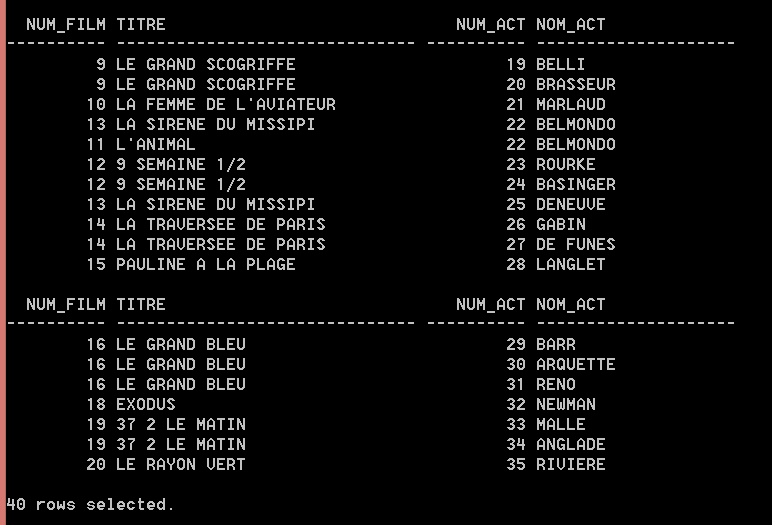 NUM_FILM TITRE NUM_ACT NOM_ACT
---------- ------------------------------ ---------- --------------------
9 LE GRAND SCOGRIFFE 19 BELLI
9 LE GRAND SCOGRIFFE 20 BRASSEUR
10 LA FEMME DE L'AVIATEUR 21 MARLAUD
13 LA SIRENE DU MISSIPI 22 BELMONDO
11 L'ANIMAL 22 BELMONDO
12 9 SEMAINE 1/2 23 ROURKE
12 9 SEMAINE 1/2 24 BASINGER
13 LA SIRENE DU MISSIPI 25 DENEUVE
14 LA TRAVERSEE DE PARIS 26 GABIN
14 LA TRAVERSEE DE PARIS 27 DE FUNES
15 PAULINE A LA PLAGE 28 LANGLET
NUM_FILM TITRE NUM_ACT NOM_ACT
---------- ------------------------------ ---------- --------------------
16 LE GRAND BLEU 29 BARR
16 LE GRAND BLEU 30 ARQUETTE
16 LE GRAND BLEU 31 RENO
18 EXODUS 32 NEWMAN
19 37 2 LE MATIN 33 MALLE
19 37 2 LE MATIN 34 ANGLADE
20 LE RAYON VERT 35 RIVIERE
40 rows selected.